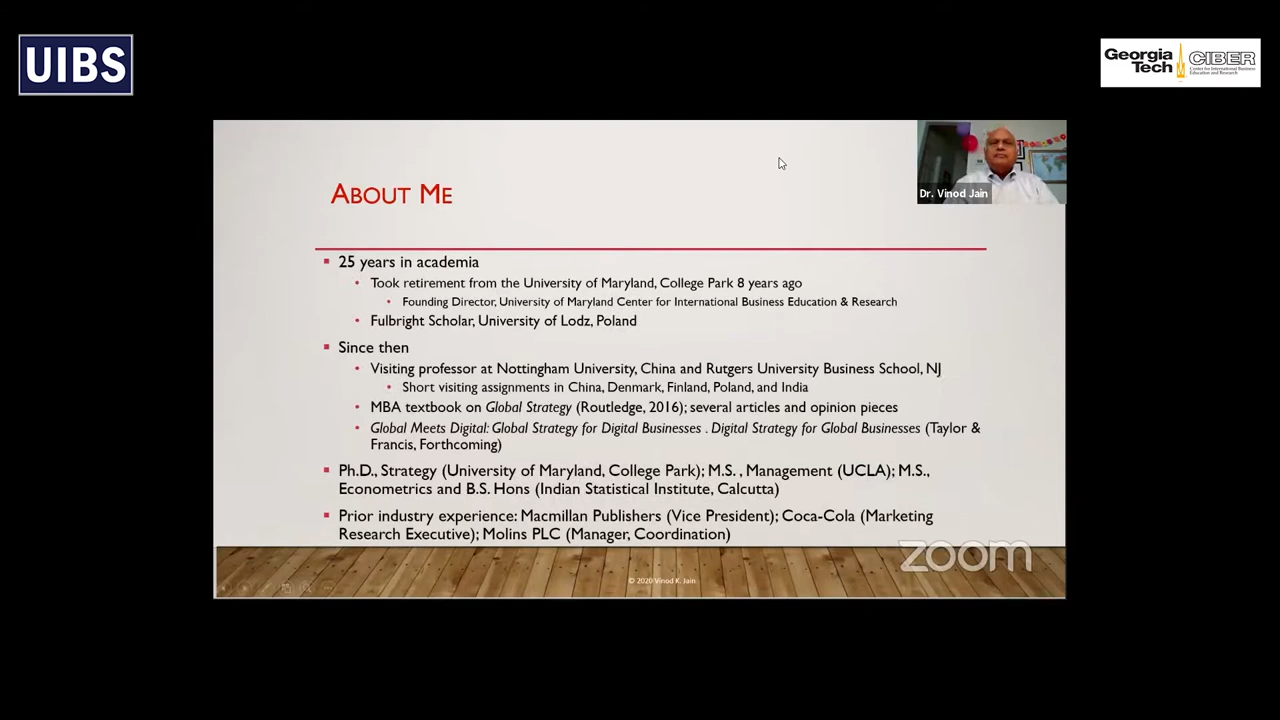 UIBS
Georgia
Tech
CIBER
Center for International Business
Education and Research
Dr. Vinod Jain
ABOUT ME
25 years in academia
Took retirement from the University of Maryland, College Park 8 years ago
Founding Director, University of Maryland Center for International Business Education & Research
Fulbright Scholar, University of Lodz, Poland
Since then
Visiting professor at Nottingham University, China and Rutgers University Business School, NJ
Short visiting assignments in China, Denmark, Finland, Poland, and India
MBA textbook on Global Strategy (Routledge, 2016); several articles and opinion pieces
Global Meets Digital: Global Strategy for Digital Businesses . Digital Strategy for Global Businesses (Taylor &
Francis, Forthcoming)
Ph.D., Strategy (University of Maryland, College Park); M.S. , Management (UCLA); M.S.,
Econometrics and B.S. Hons (Indian Statistical Institute, Calcutta)
Prior industry experience: Macmillan Publishers (Vice President); Coca-Cola (Marketing
Research Executive); Molins PLC (Manager, Coordination)
zoom
© 2020 Vinod K. Jain